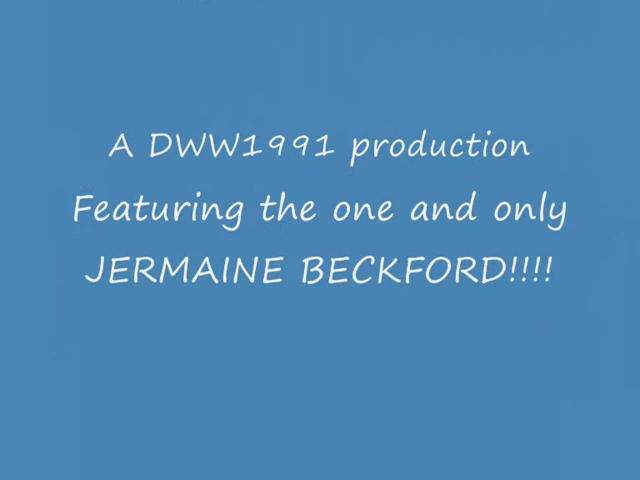 A DWW1991 production
Featuring the one and only
JERMAINE BECKFORD!!!!